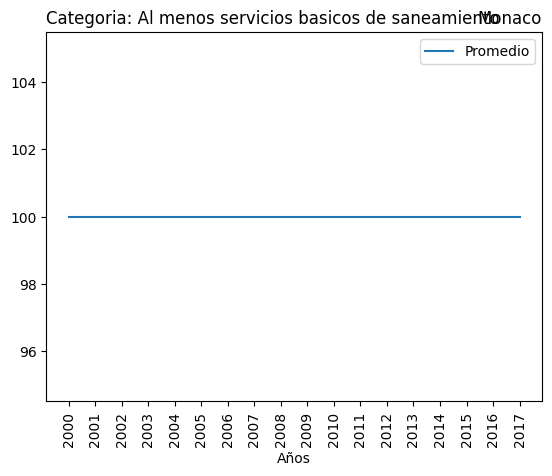 Categoria: Al menos servicios basicos de saneamiento
Monaco
Promedio
104
102
100
98
96
2000 2001 2002 2003 2004 2005 2006 2007 2008 2009 2010 2011 2012 2013 2014 2015 2016 2017
Años